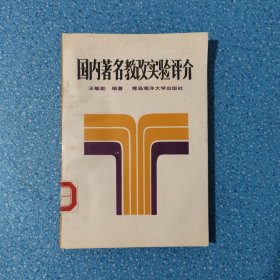 国内著名教改实验评介
王敏勤 编著 青岛海洋大学出版社